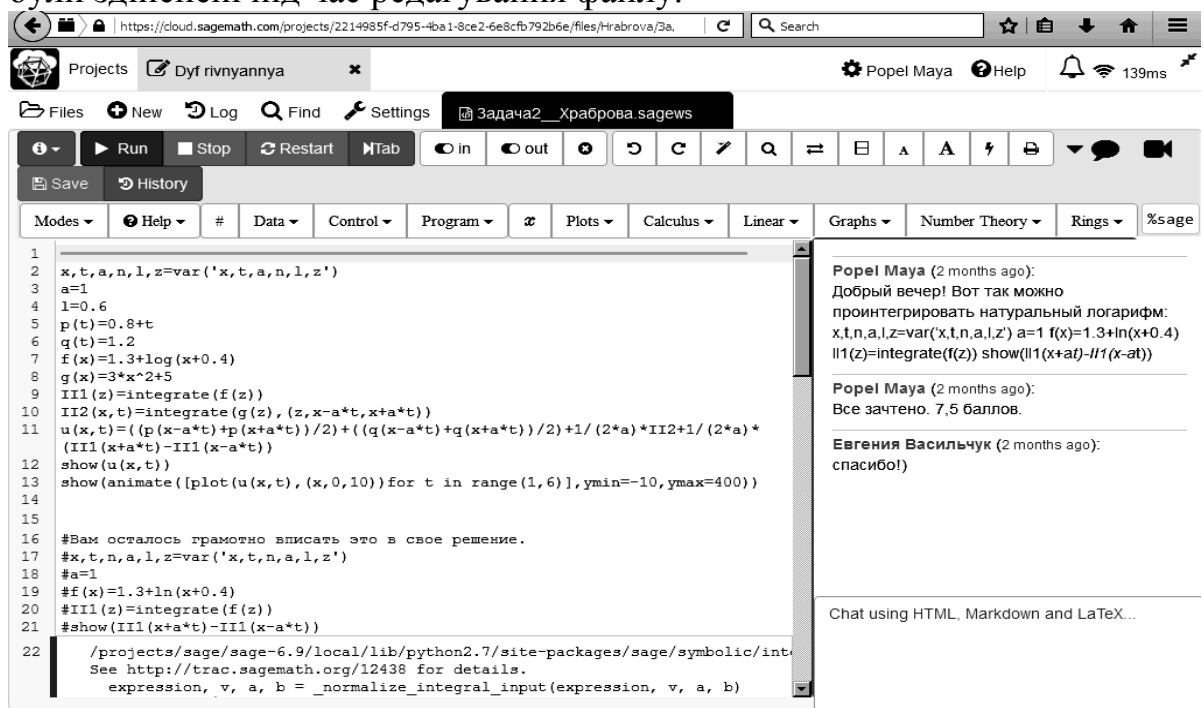 були здійснені під час редагування файлу.
https://cloud.sagemath.com/projects/2214985f-d795-4ba1-8ce2-6e8cfb792b6e/files/Hrabrova/3a, Search
Projects Dyf rivnyannya Popel Maya Help 139ms
Files New Log Find Settings Задача2__Храброва.sagews
Run Stop Restart Tab in out A A
Save History
Modes Help # Data Control Program x Plots Calculus Linear Graphs Number Theory Rings %sage
1
2 x,t,a,n,l,z=var('x,t,a,n,l,z')
3 a=1
4 l=0.6
5 p(t)=0.8+t
6 q(t)=1.2
7 f(x)=1.3+log(x+0.4)
8 g(x)=3*x^2+5
9 II1(z)=integrate(f(z))
10 II2(x,t)=integrate(g(z),(z,x-a*t,x+a*t))
11 u(x,t)=((p(x-a*t)+p(x+a*t))/2)+((q(x-a*t)+q(x+a*t))/2)+1/(2*a)*II2+1/(2*a)*
(II1(x+a*t)-II1(x-a*t))
12 show(u(x,t))
13 show(animate([plot(u(x,t),(x,0,10))for t in range(1,6)],ymin=-10,ymax=400))
14
15
16 #Вам осталось грамотно вписать это в свое решение.
17 #x,t,n,a,l,z=var('x,t,n,a,l,z')
18 #a=1
19 #f(x)=1.3+ln(x+0.4)
20 #II1(z)=integrate(f(z))
21 #show(II1(x+a*t)-II1(x-a*t))
22 /projects/sage/sage-6.9/local/lib/python2.7/site-packages/sage/symbolic/int
See http://trac.sagemath.org/12438 for details.
expression, v, a, b = _normalize_integral_input(expression, v, a, b)
Popel Maya (2 months ago):
Добрый вечер! Вот так можно
проинтегрировать натуральный логарифм:
x,t,n,a,l,z=var('x,t,n,a,l,z') a=1 f(x)=1.3+ln(x+0.4)
II1(z)=integrate(f(z)) show(II1(x+at)-II1(x-at))
Popel Maya (2 months ago):
Все зачтено. 7,5 баллов.
Евгения Васильчук (2 months ago):
спасибо!)
Chat using HTML, Markdown and LaTeX...